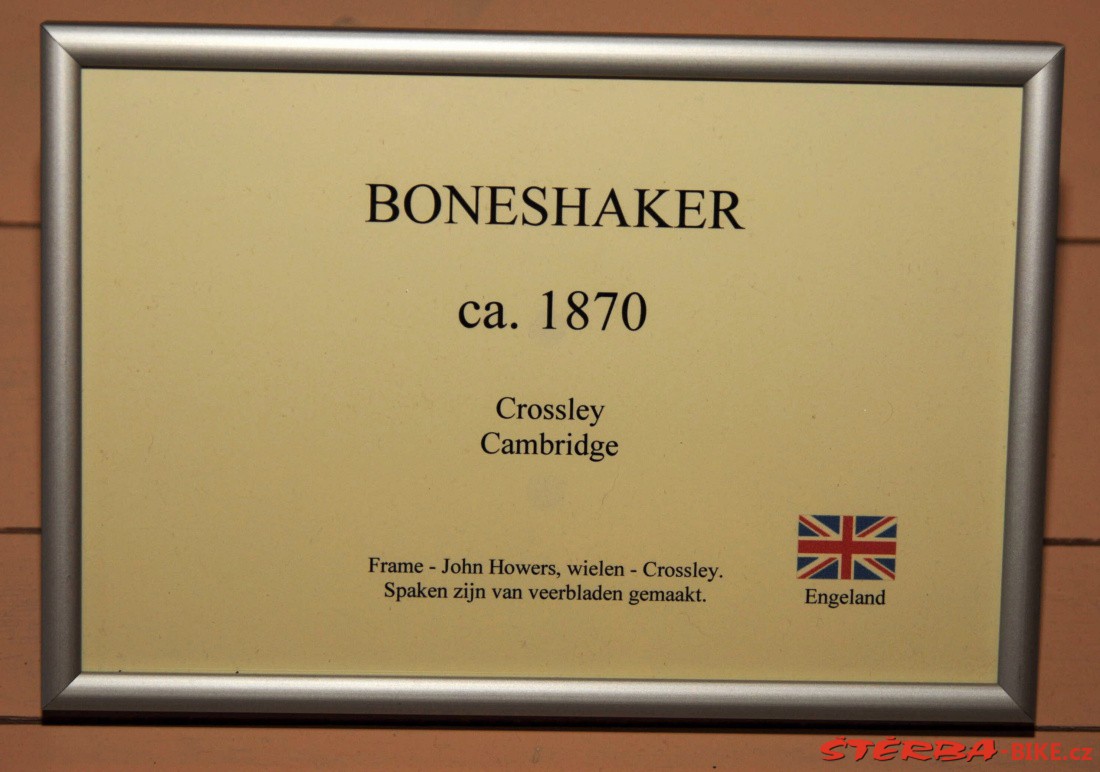 BONESHAKER
ca. 1870
Crossley
Cambridge
Frame - John Howers, wielen - Crossley.
Spaken zijn van veerbladen gemaakt.
Engeland
ŠTĚRBA-BIKE.cz